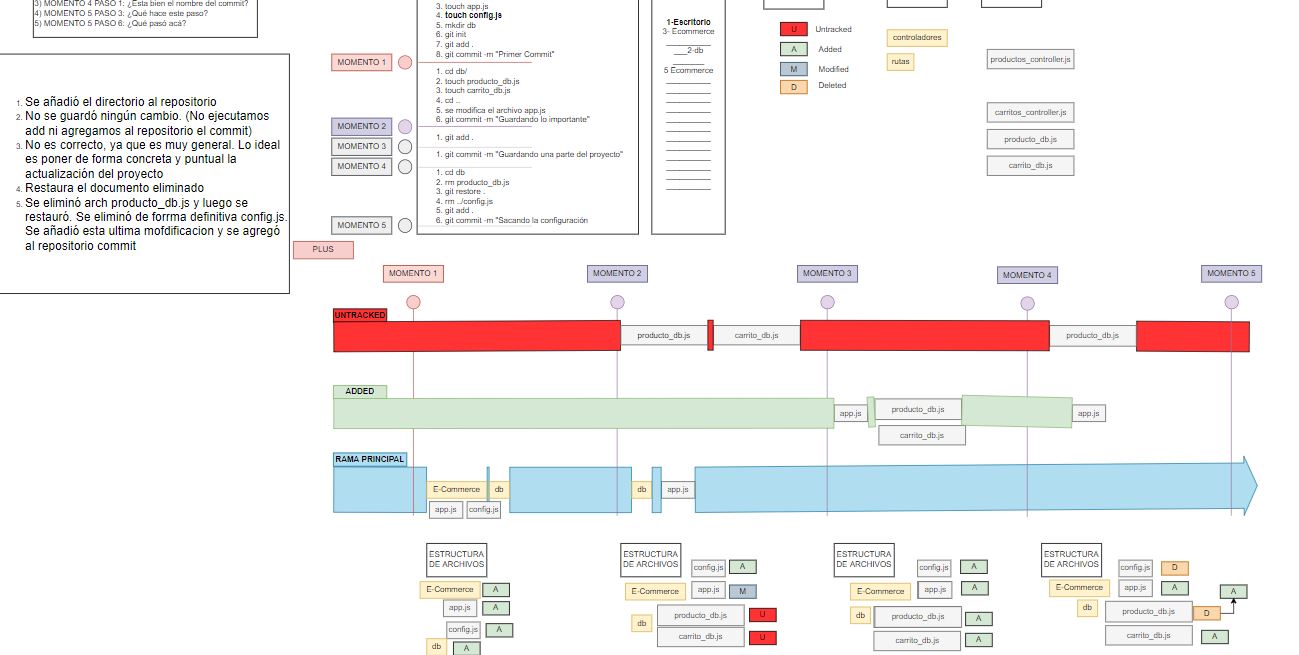 3) MOMENTO 4 PASO 1: ¿Esta bien el nombre del commit?
4) MOMENTO 5 PASO 3: ¿Qué hace este paso?
5) MOMENTO 5 PASO 6: ¿Qué pasó acá?
1. Se añadió el directorio al repositorio
2. No se guardó ningún cambio. (No ejecutamos
add ni agregamos al repositorio el commit)
3. No es correcto, ya que es muy general. Lo ideal
es poner de forma concreta y puntual la
actualización del proyecto
4. Restaura el documento eliminado
5. Se eliminó arch producto_db.js y luego se
restauró. Se eliminó de forrma definitiva config.js.
Se añadió esta ultima mofdificacion y se agregó
al repositorio commit
PLUS
MOMENTO 1
MOMENTO 2
MOMENTO 3
MOMENTO 4
MOMENTO 5
3. touch app.js
4. touch config.js
5. mkdir db
6. git init
7. git add .
8. git commit -m "Primer Commit"
1. cd db/
2. touch producto_db.js
3. touch carrito_db.js
4. cd ..
5. se modifica el archivo app.js
6. git commit -m "Guardando lo importante"
1. git add .
1. git commit -m "Guardando una parte del proyecto"
1. cd db
2. rm producto_db.js
3. git restore .
4. rm ../config.js
5. git add .
6. git commit -m "Sacando la configuración
1-Escritorio
3- Ecommerce
___2-db
5 Ecommerce
U Untracked
A Added
M Modified
D Deleted
controladores
rutas
productos_controller.js
carritos_controller.js
producto_db.js
carrito_db.js
MOMENTO 1 MOMENTO 2 MOMENTO 3 MOMENTO 4 MOMENTO 5
UNTRACKED
producto_db.js carrito_db.js producto_db.js
ADDED
app.js producto_db.js app.js
carrito_db.js
RAMA PRINCIPAL
E-Commerce db db app.js
app.js config.js
ESTRUCTURA
DE ARCHIVOS
E-Commerce A
app.js A
config.js A
db A
ESTRUCTURA
DE ARCHIVOS
config.js A
E-Commerce app.js M
producto_db.js U
db
carrito_db.js U
ESTRUCTURA
DE ARCHIVOS
config.js A
E-Commerce app.js A
db producto_db.js A
carrito_db.js A
ESTRUCTURA
DE ARCHIVOS
config.js D
E-Commerce app.js A A
db producto_db.js D
carrito_db.js A